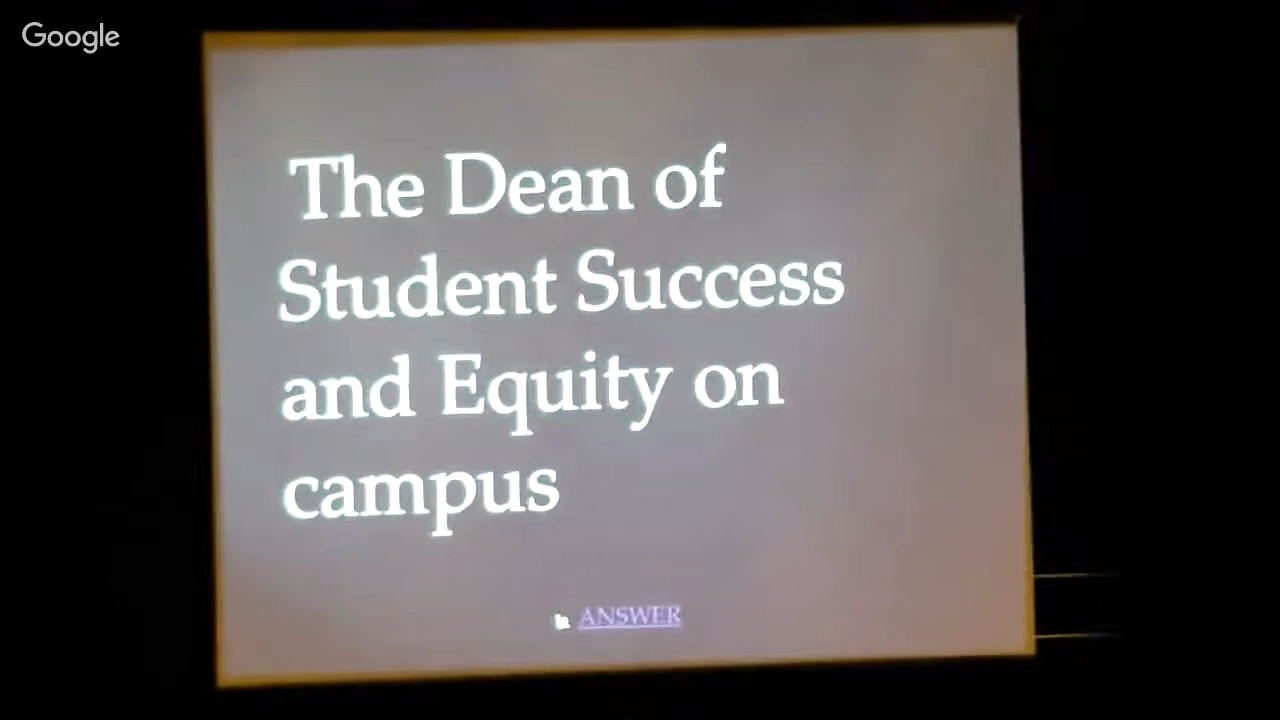 Google
The Dean of
Student Success
and Equity on
campus
ANSWER